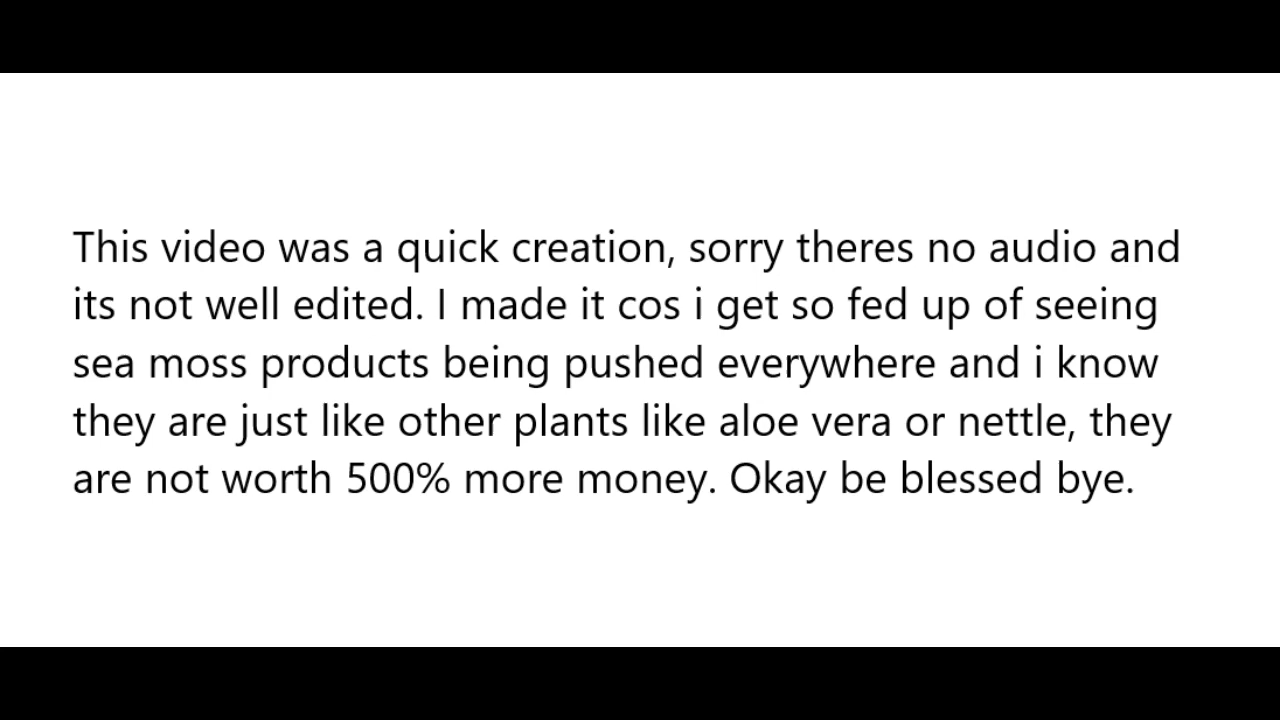 This video was a quick creation, sorry theres no audio and
its not well edited. I made it cos i get so fed up of seeing
sea moss products being pushed everywhere and i know
they are just like other plants like aloe vera or nettle, they
are not worth 500% more money. Okay be blessed bye.